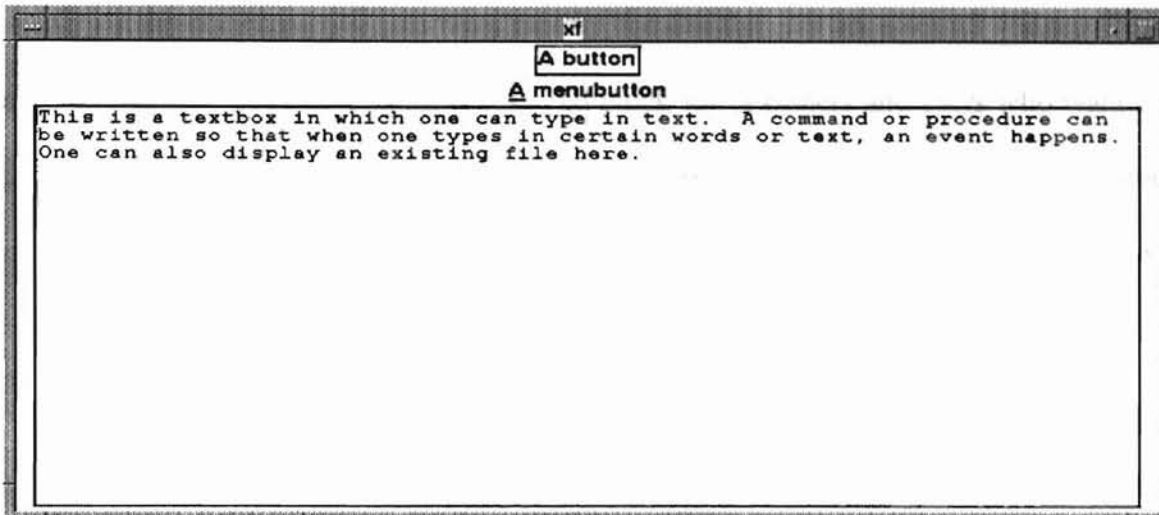 xf
A button
A menubutton
This is a textbox in which one can type in text.  A command or procedure can
be written so that when one types in certain words or text, an event happens.
One can also display an existing file here.